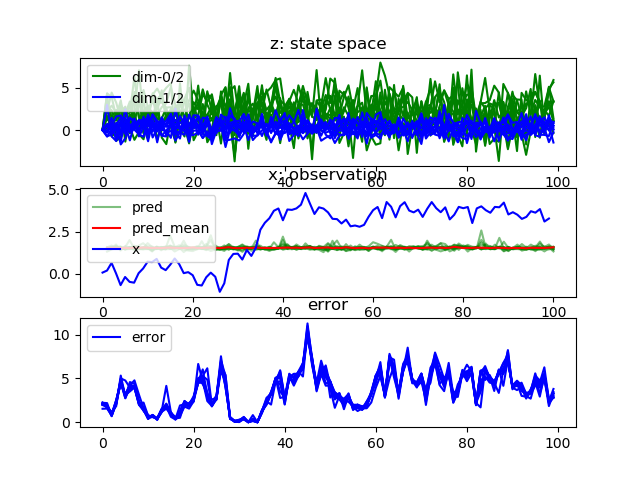 z: state space
dim-0/2
dim-1/2
5
0
0 20 40 60 80 100
x: observation
pred
pred_mean
x
5.0
2.5
0.0
0 20 40 60 80 100
error
error
10
5
0
0 20 40 60 80 100